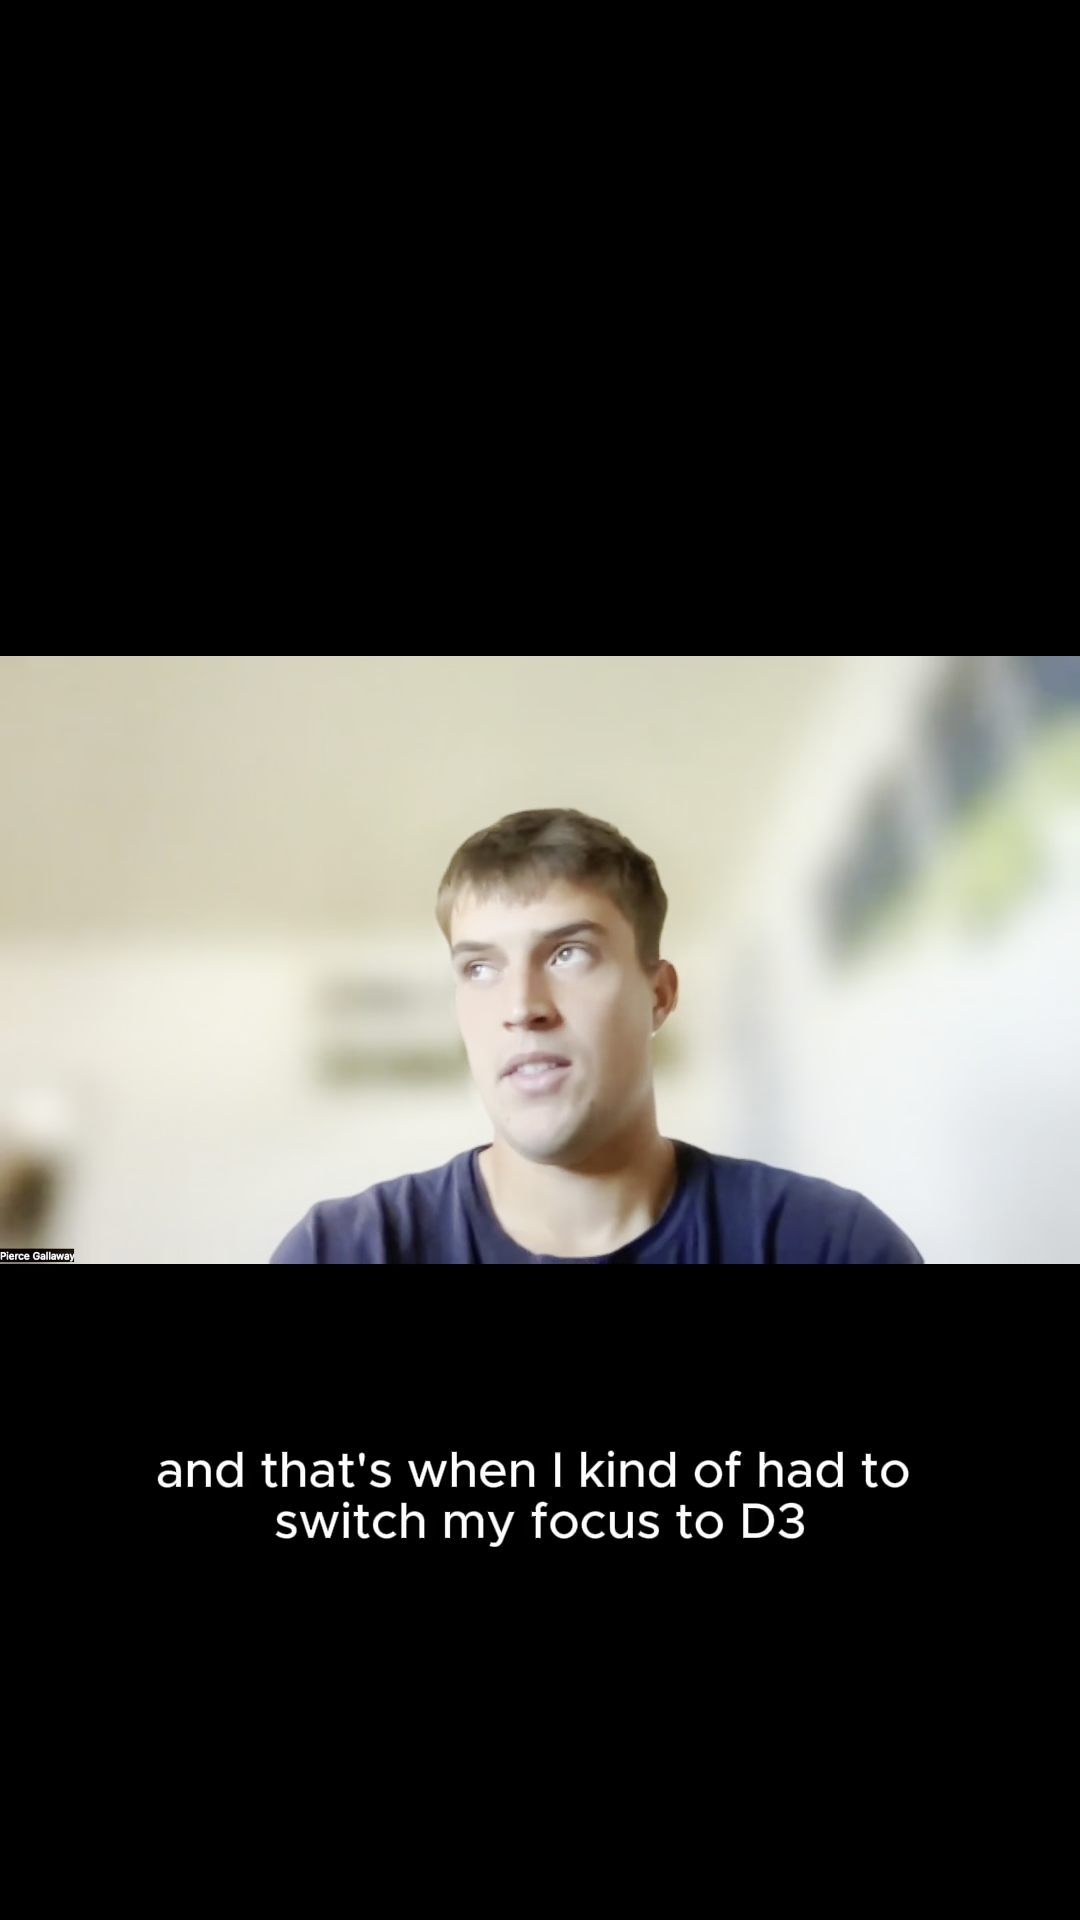 Pierce Gallaway
and that's when I kind of had to
switch my focus to D3